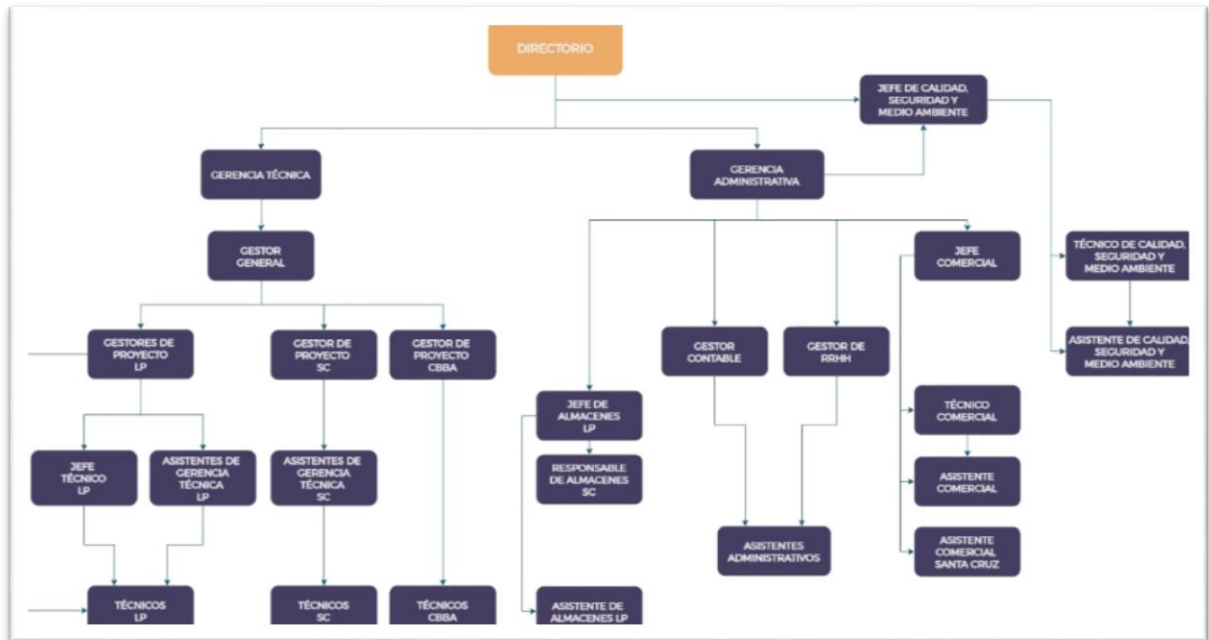 DIRECTORIO
JEFE DE CALIDAD,
SEGURIDAD Y
MEDIO AMBIENTE
GERENCIA TÉCNICA
GERENCIA
ADMINISTRATIVA
GESTOR
GENERAL
JEFE
COMERCIAL
TÉCNICO DE CALIDAD,
SEGURIDAD Y
MEDIO AMBIENTE
GESTORES DE
PROYECTO
LP
GESTOR DE
PROYECTO
SC
GESTOR DE
PROYECTO
CBBA
GESTOR
CONTABLE
GESTOR DE
RRHH
ASISTENTE DE CALIDAD,
SEGURIDAD Y
MEDIO AMBIENTE
JEFE DE
ALMACENES
LP
TÉCNICO
COMERCIAL
JEFE
TÉCNICO
LP
ASISTENTES DE
GERENCIA
TÉCNICA
LP
ASISTENTES DE
GERENCIA
TÉCNICA
SC
RESPONSABLE
DE ALMACENES
SC
ASISTENTE
COMERCIAL
ASISTENTES
ADMINISTRATIVOS
ASISTENTE
COMERCIAL
SANTA CRUZ
TÉCNICOS
LP
TÉCNICOS
SC
TÉCNICOS
CBBA
ASISTENTE DE
ALMACENES LP